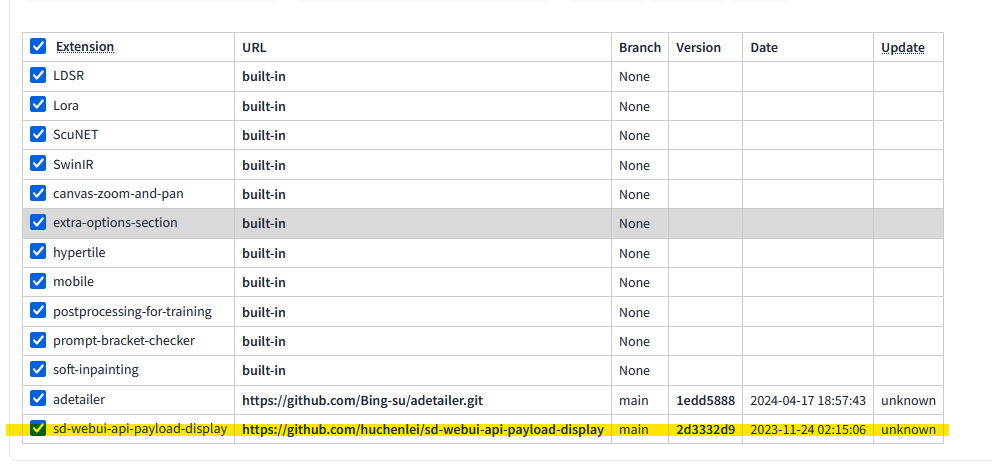 Extension URL Branch Version Date Update
LDSR built-in None
Lora built-in None
ScuNET built-in None
SwinIR built-in None
canvas-zoom-and-pan built-in None
extra-options-section built-in None
hypertile built-in None
mobile built-in None
postprocessing-for-training built-in None
prompt-bracket-checker built-in None
soft-inpainting built-in None
adetailer https://github.com/Bing-su/adetailer.git main 1edd5888 2024-04-17 18:57:43 unknown
sd-webui-api-payload-display https://github.com/huchenlei/sd-webui-api-payload-display main 2d3332d9 2023-11-24 02:15:06 unknown